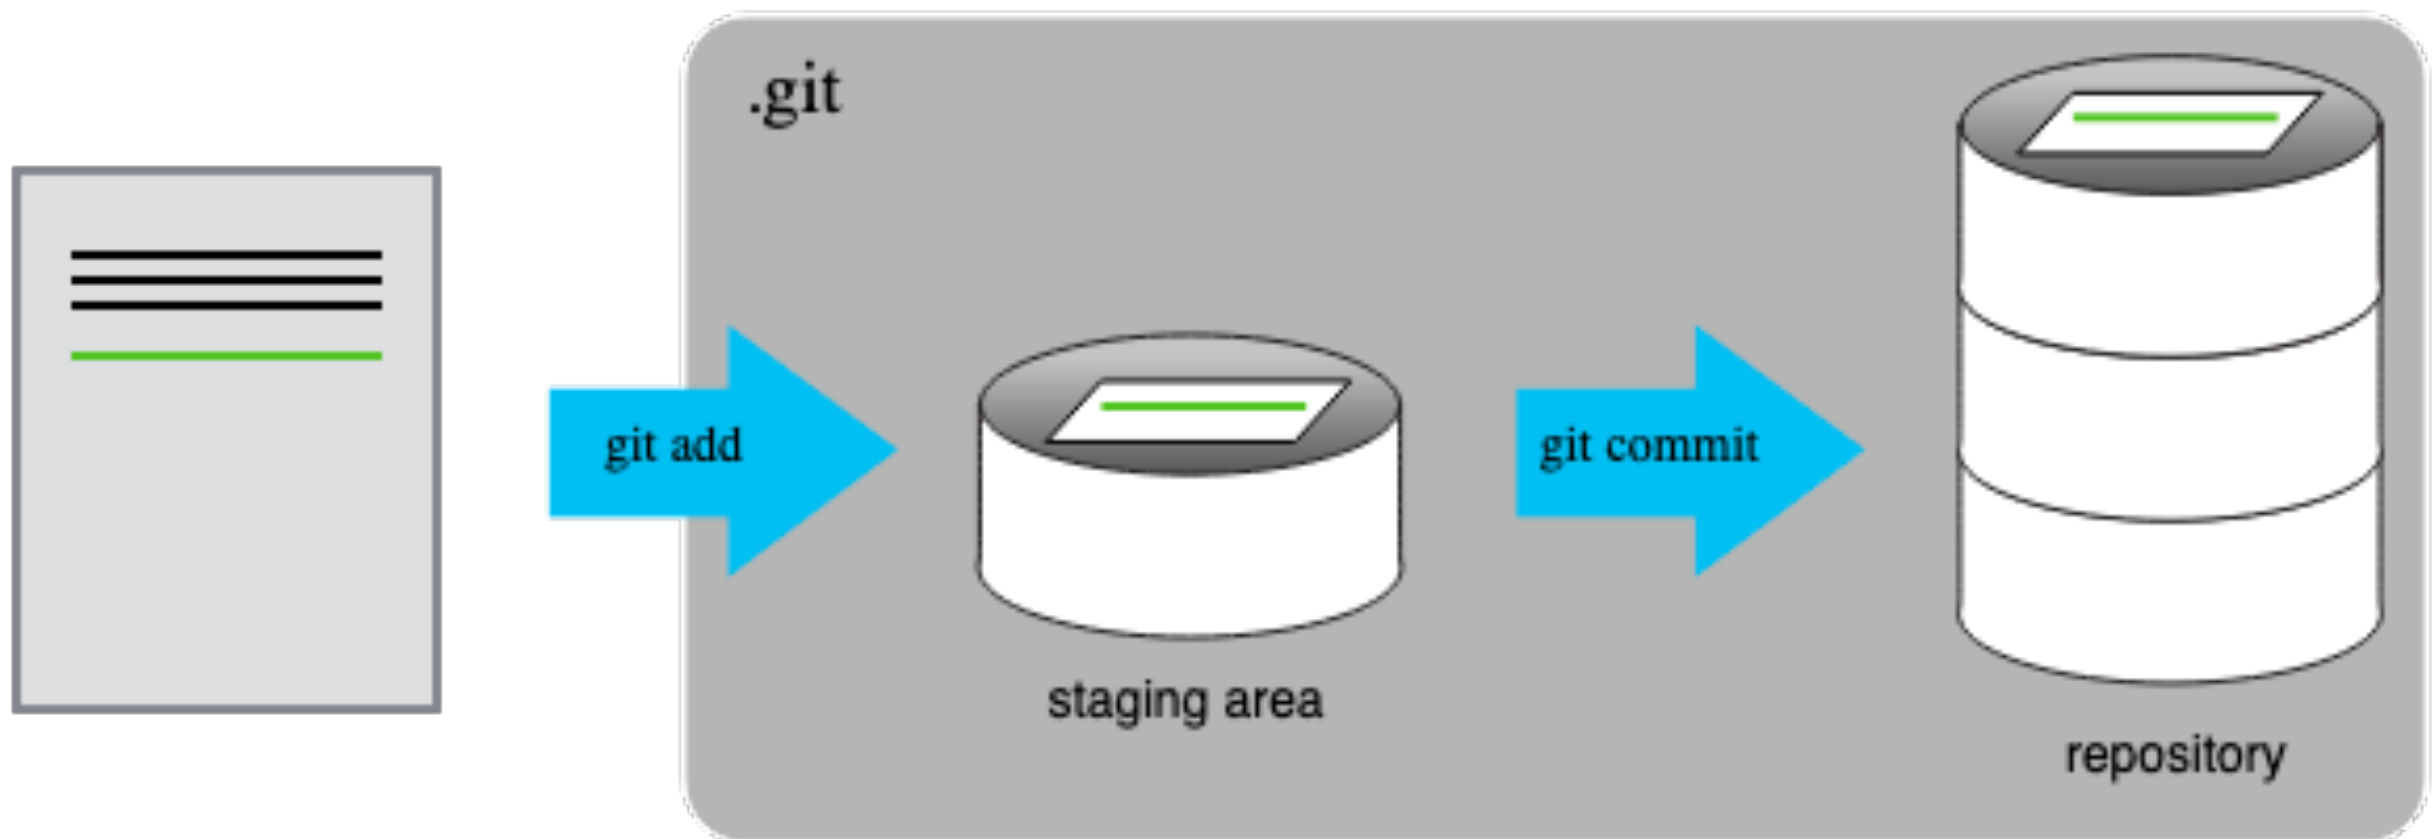 .git
git add
git commit
staging area
repository